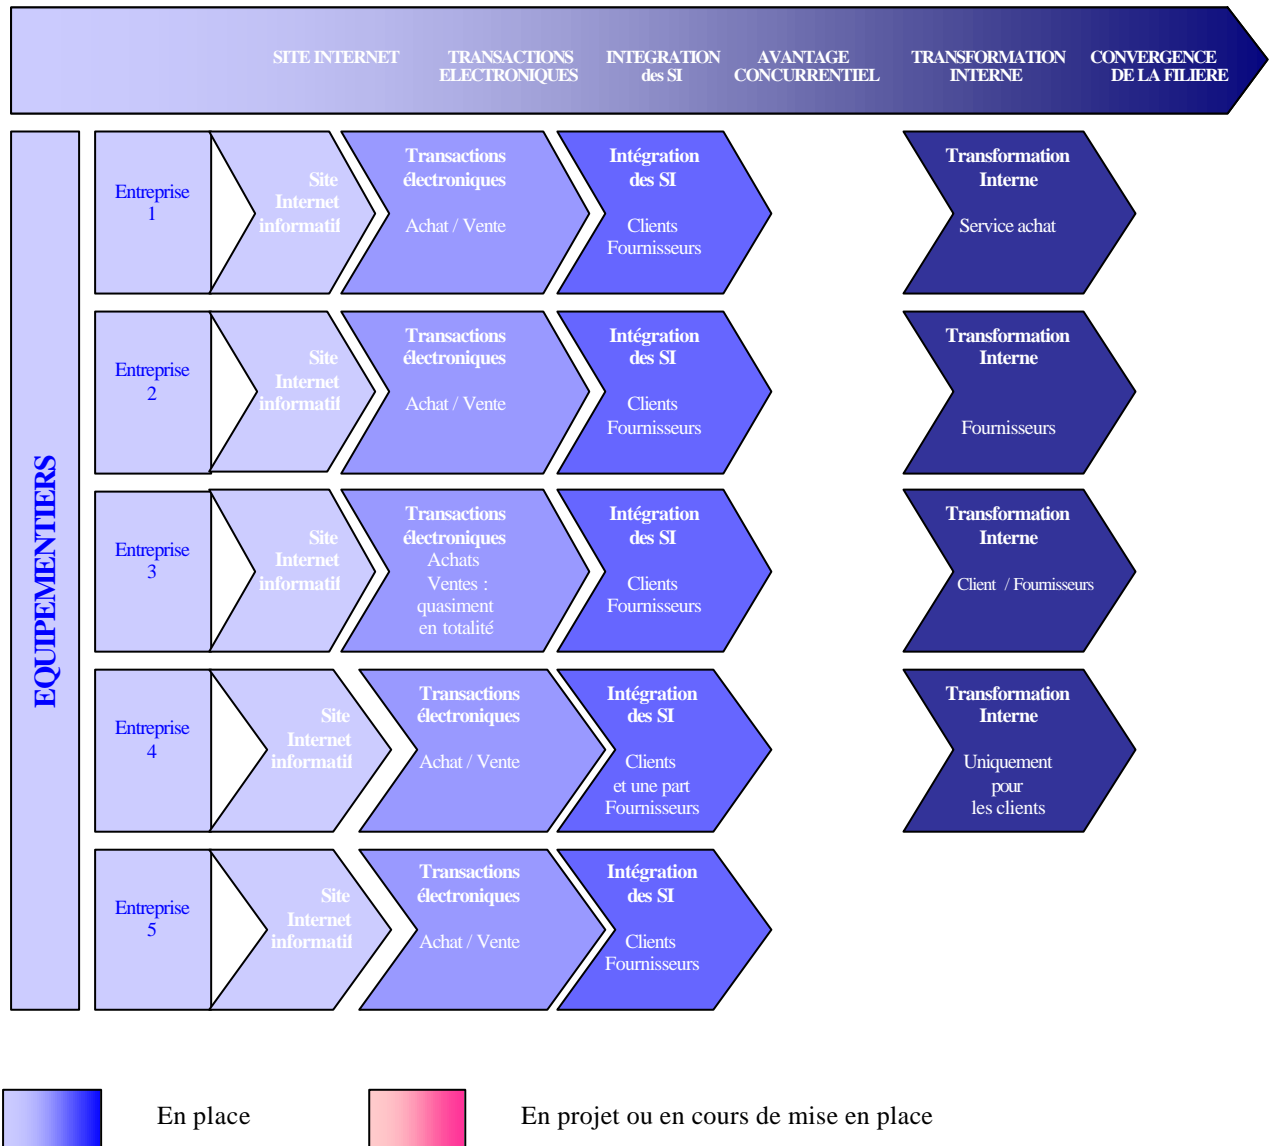 SITE INTERNET
TRANSACTIONS
ELECTRONIQUES
INTEGRATION
des SI
AVANTAGE
CONCURRENTIEL
TRANSFORMATION
INTERNE
CONVERGENCE
DE LA FILIERE
EQUIPEMENTIERS
Entreprise
1
Site
Internet
informatif
Transactions
électroniques
Achat / Vente
Intégration
des SI
Clients
Fournisseurs
Transformation
Interne
Service achat
Entreprise
2
Site
Internet
informatif
Transactions
électroniques
Achat / Vente
Intégration
des SI
Clients
Fournisseurs
Transformation
Interne
Fournisseurs
Entreprise
3
Site
Internet
informatif
Transactions
électroniques
Achats
Ventes :
quasiment
en totalité
Intégration
des SI
Clients
Fournisseurs
Transformation
Interne
Client / Fournisseurs
Entreprise
4
Site
Internet
informatif
Transactions
électroniques
Achat / Vente
Intégration
des SI
Clients
et une part
Fournisseurs
Transformation
Interne
Uniquement
pour
les clients
Entreprise
5
Site
Internet
informatif
Transactions
électroniques
Achat / Vente
Intégration
des SI
Clients
Fournisseurs
En place
En projet ou en cours de mise en place